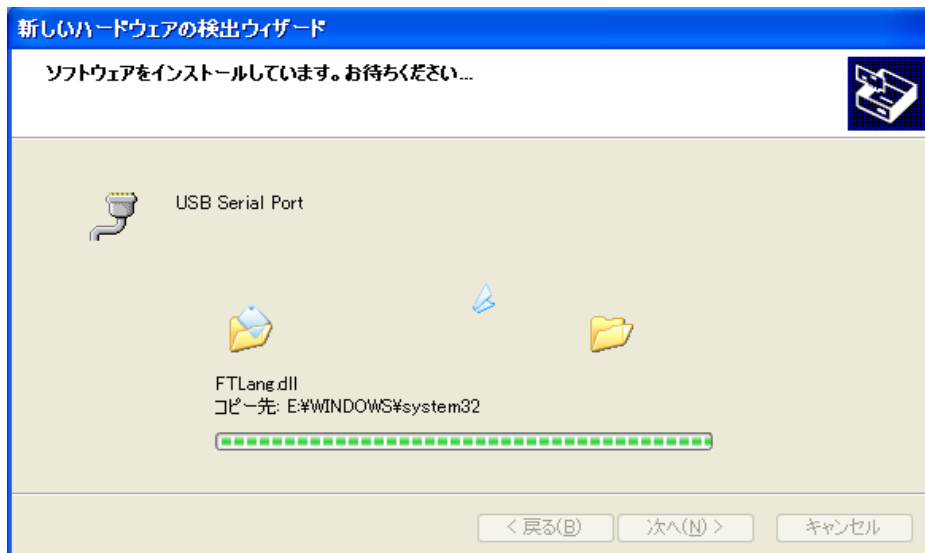 新しいハードウェアの検出ウィザード
ソフトウェアをインストールしています。お待ちください...
USB Serial Port
FTLang.dll
コピー先: E:¥WINDOWS¥system32
< 戻る(B) 次へ(N) > キャンセル